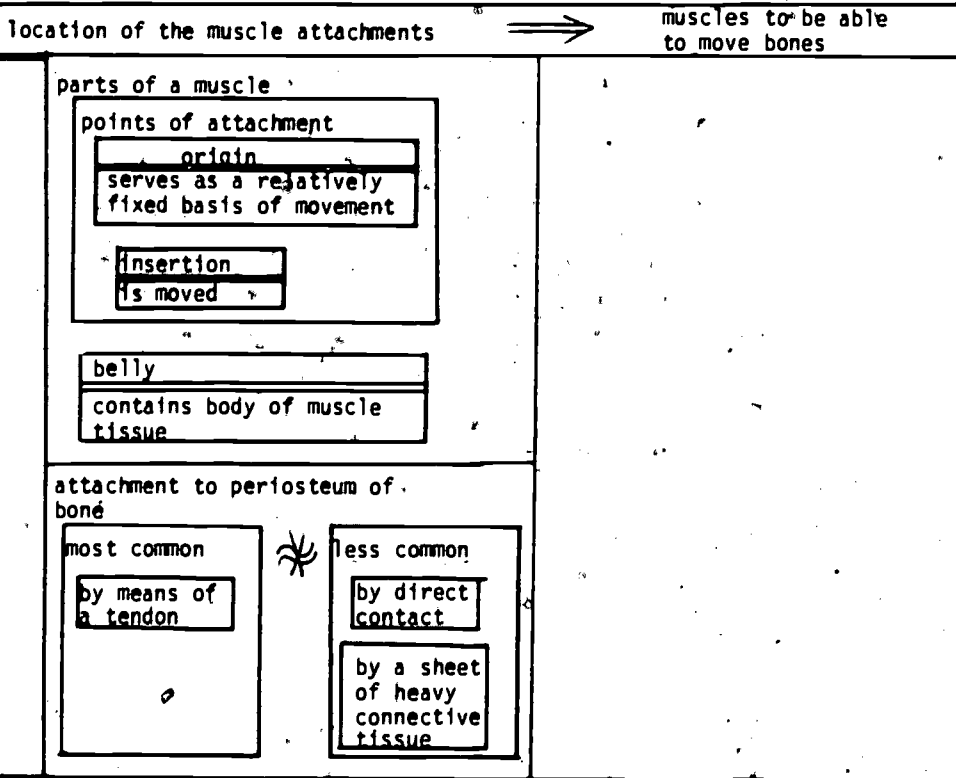 location of the muscle attachments
muscles to be able
to move bones
parts of a muscle
points of attachment
origin
serves as a relatively
fixed basis of movement
insertion
is moved
belly
contains body of muscle
tissue
attachment to periosteum of
bone
most common
by means of
a tendon
less common
by direct
contact
by a sheet
of heavy
connective
tissue